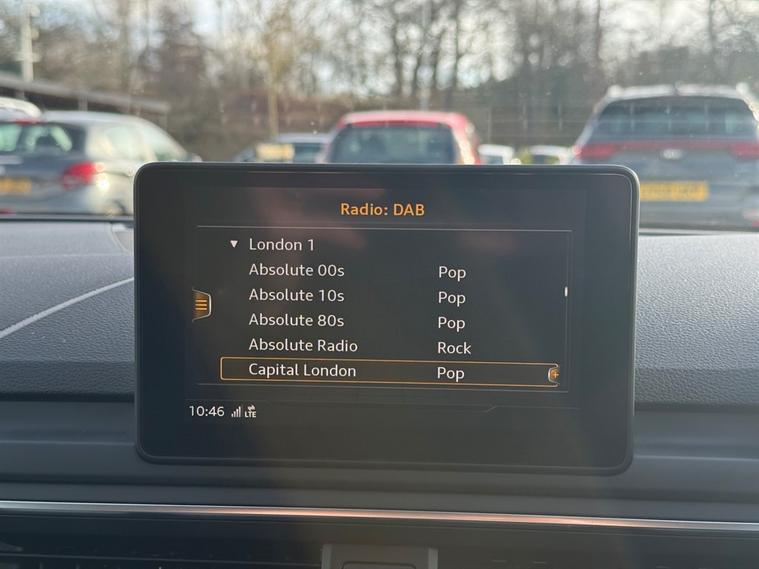 Radio: DAB
▼ London 1
Absolute 00s Pop
Absolute 10s Pop
Absolute 80s Pop
Absolute Radio Rock
Capital London Pop
10:46 LTE